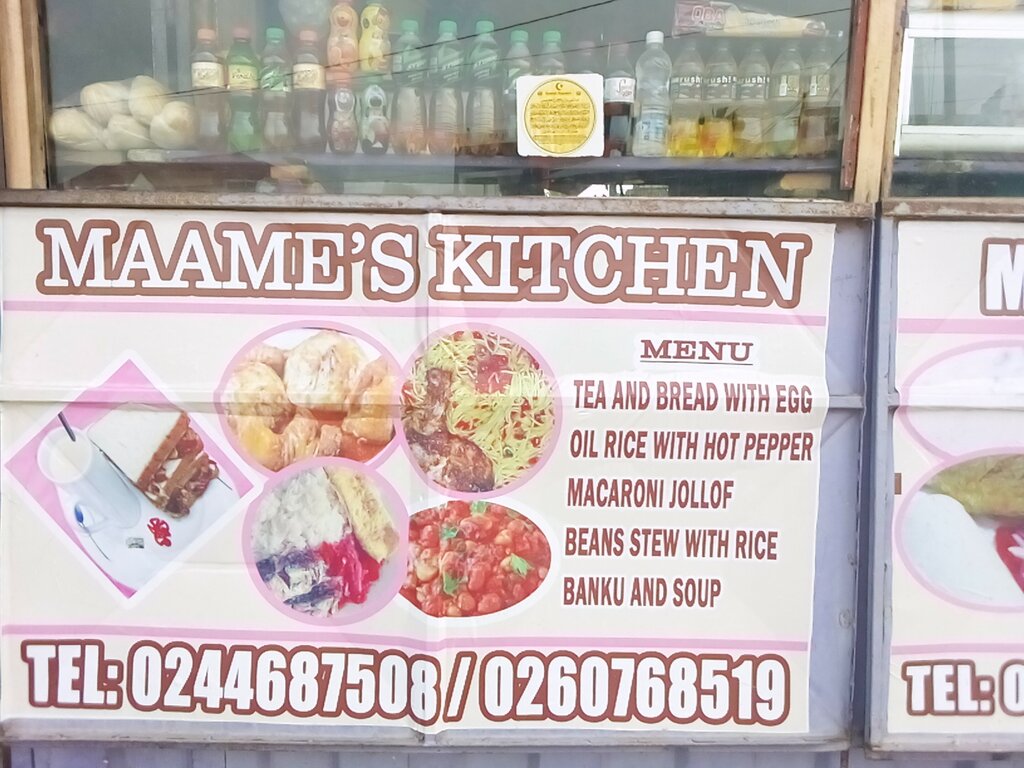 MAAME'S KITCHEN
MENU
TEA AND BREAD WITH EGG
OIL RICE WITH HOT PEPPER
MACARONI JOLLOF
BEANS STEW WITH RICE
BANKU AND SOUP
TEL: 0244687508 / 0260768519
M
TEL: 0